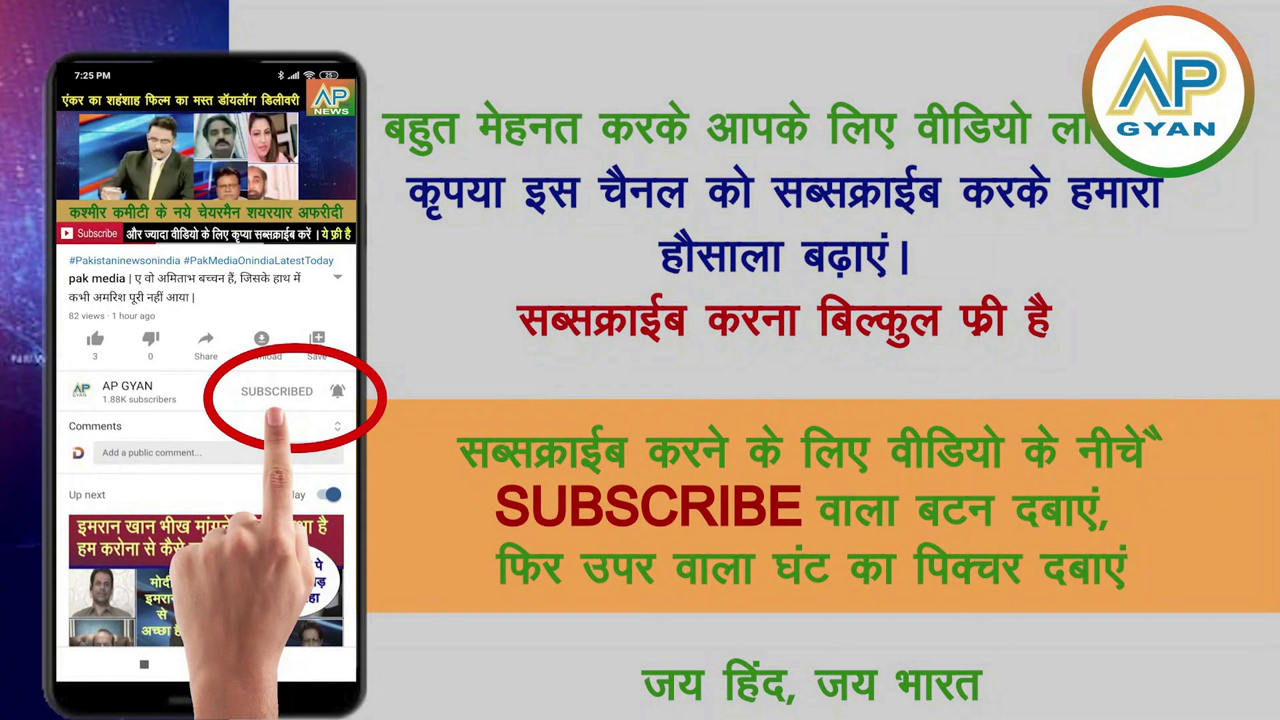 7:25 PM
25
एंकर का शहंशाह फिल्म का मस्त डॉयलॉग डिलीवरी
AP
NEWS
कश्मीर कमीटी के नये चेयरमैन शयरयार अफरीदी
Subscribe और ज्यादा वीडियो के लिए कृप्या सब्सक्राईब करें । ये फ्री है
#Pakistaninewsonindia #PakMediaOnindiaLatestToday
pak media | ए वो अमिताभ बच्चन हैं, जिसके हाथ में
कभी अमरिश पूरी नहीं आया |
82 views · 1 hour ago
3 0 Share Save
AP GYAN
1.88K subscribers
SUBSCRIBED
Comments
D Add a public comment...
Up next
इमरान खान भीख मांगने है
हम करोना से
मोदी
से
अच्छा
AP
GYAN
बहुत मेहनत करके आपके लिए वीडियो
कृपया इस चैनल को सब्सक्राईब करके हमारा
हौसाला बढ़ाएं।
सब्सक्राईब करना बिल्कुल फ्री है
सब्सक्राईब करने के लिए वीडियो के नीचे
SUBSCRIBE वाला बटन दबाएं,
फिर उपर वाला घंट का पिक्चर दबाएं
जय हिंद, जय भारत